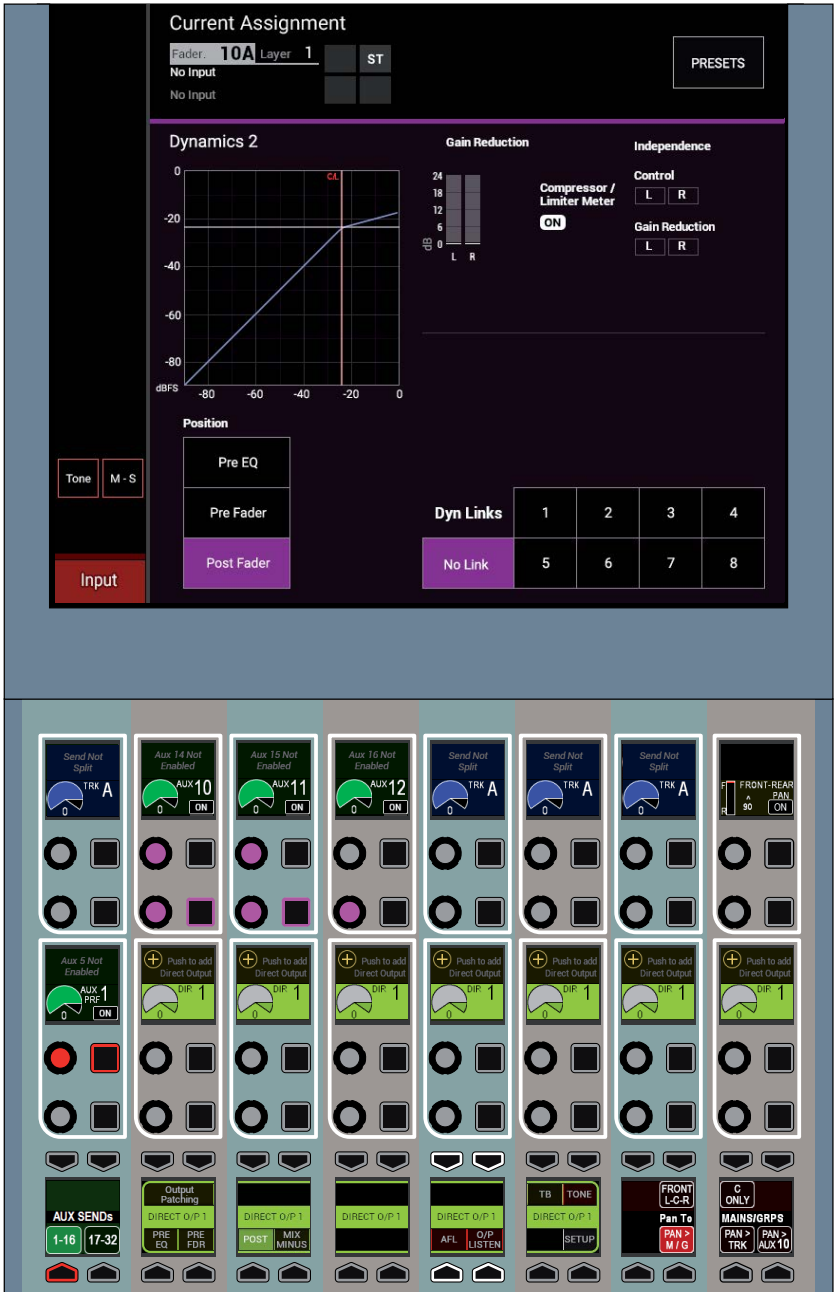 Current Assignment
Fader. 10A Layer 1
ST
No Input
No Input
PRESETS
Dynamics 2
Gain Reduction
Independence
0
-20
-40
-60
-80
dBFS
-80 -60 -40 -20 0
C/L
24
18
12
6
0
dB
L R
Compressor /
Limiter Meter
ON
Control
L R
Gain Reduction
L R
Position
Pre EQ
Pre Fader
Post Fader
Tone M - S
Input
Dyn Links 1 2 3 4
No Link 5 6 7 8
Send Not
Split
TRK A
0
Aux 14 Not
Enabled
AUX 10
0 ON
Aux 15 Not
Enabled
AUX 11
0 ON
Aux 16 Not
Enabled
AUX 12
0 ON
Send Not
Split
TRK A
0
Send Not
Split
TRK A
0
Send Not
Split
TRK A
0
F FRONT-REAR
PAN
^
90 ON
R
Aux 5 Not
Enabled
AUX 1
PRF
0 ON
Push to add
Direct Output
DIR 1
0
Push to add
Direct Output
DIR 1
0
Push to add
Direct Output
DIR 1
0
Push to add
Direct Output
DIR 1
0
Push to add
Direct Output
DIR 1
0
Push to add
Direct Output
DIR 1
0
Push to add
Direct Output
DIR 1
0
AUX SENDs
1-16 17-32
Output
Patching
DIRECT O/P 1
PRE
EQ
PRE
FDR
DIRECT O/P 1
POST
MIX
MINUS
DIRECT O/P 1
DIRECT O/P 1
AFL
O/P
LISTEN
TB TONE
DIRECT O/P 1
SETUP
FRONT
L-C-R
Pan To
PAN >
M / G
C
ONLY
MAINS/GRPS
PAN >
TRK
PAN >
AUX 10